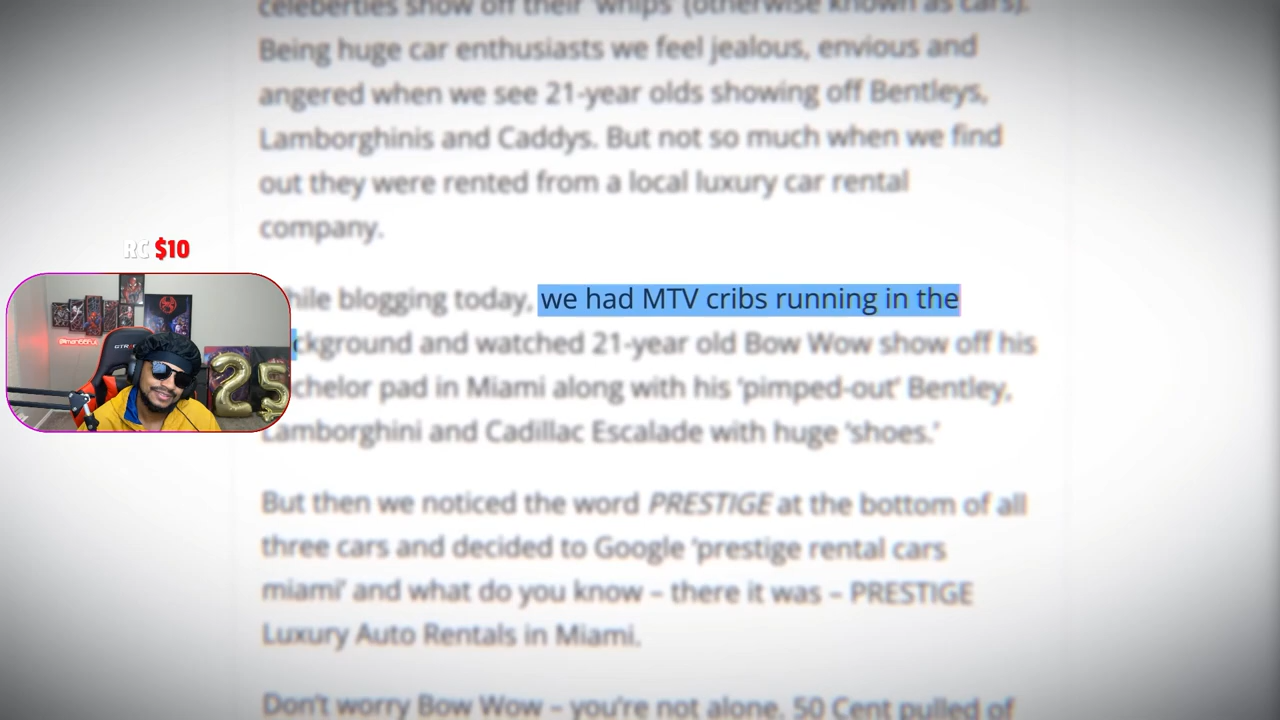 celeberties show off their 'whips' (otherwise known as cars).
Being huge car enthusiasts we feel jealous, envious and
angered when we see 21-year olds showing off Bentleys,
Lamborghinis and Caddys. But not so much when we find
out they were rented from a local luxury car rental
company.
RC $10
hile blogging today, we had MTV cribs running in the
ckground and watched 21-year old Bow Wow show off his
chelor pad in Miami along with his 'pimped-out' Bentley,
Lamborghini and Cadillac Escalade with huge 'shoes.'
But then we noticed the word PRESTIGE at the bottom of all
three cars and decided to Google 'prestige rental cars
miami' and what do you know – there it was – PRESTIGE
Luxury Auto Rentals in Miami.
Don't worry Bow Wow – you're not alone. 50 Cent pulled of
25